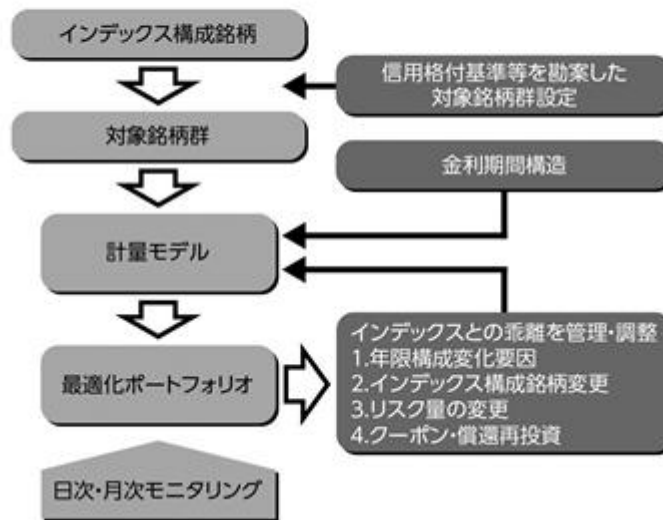 インデックス構成銘柄
信用格付基準等を勘案した
対象銘柄群設定
対象銘柄群
金利期間構造
計量モデル
最適化ポートフォリオ
インデックスとの乖離を管理・調整
1.年限構成変化要因
2.インデックス構成銘柄変更
3.リスク量の変更
4.クーポン・償還再投資
日次・月次モニタリング